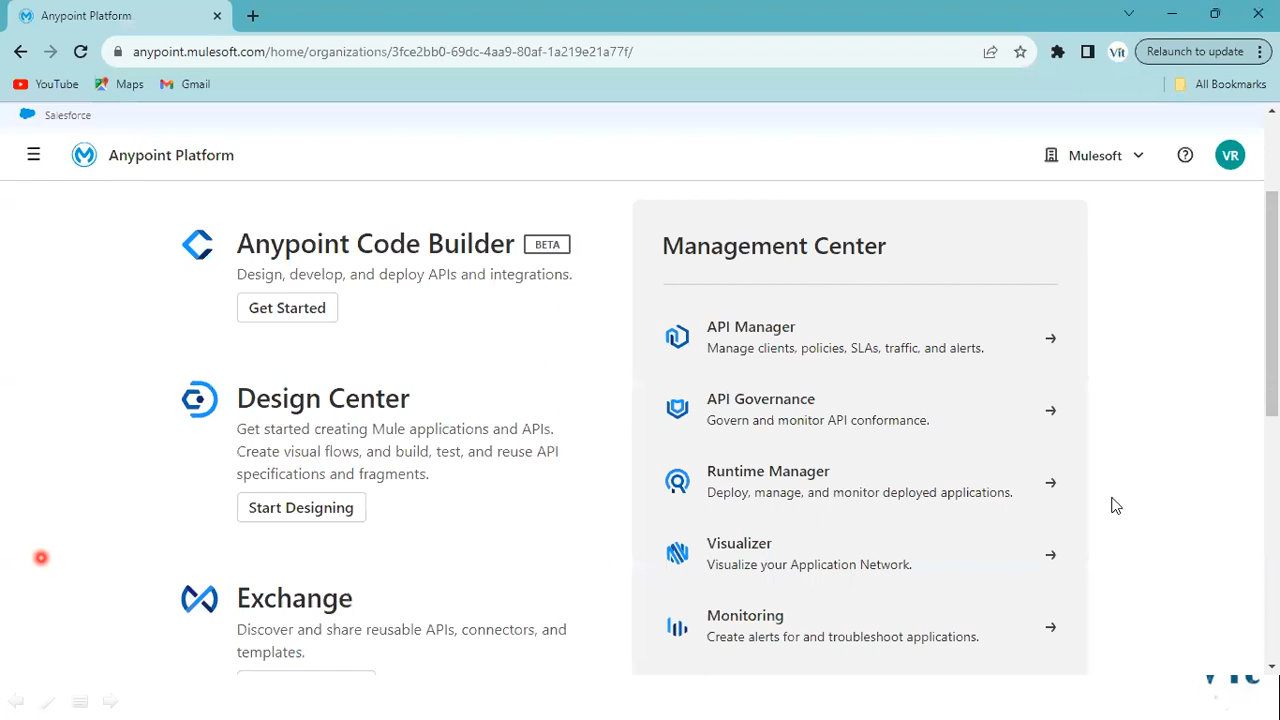 Anypoint Platform
anypoint.mulesoft.com/home/organizations/3fce2bb0-69dc-4aa9-80af-1a219e21a77f/
Vit
Relaunch to update
YouTube
Maps
Gmail
All Bookmarks
Salesforce
Anypoint Platform
Mulesoft
VR
Anypoint Code Builder BETA
Design, develop, and deploy APIs and integrations.
Get Started
Design Center
Get started creating Mule applications and APIs.
Create visual flows, and build, test, and reuse API
specifications and fragments.
Start Designing
Exchange
Discover and share reusable APIs, connectors, and
templates.
Management Center
API Manager
Manage clients, policies, SLAs, traffic, and alerts.
API Governance
Govern and monitor API conformance.
Runtime Manager
Deploy, manage, and monitor deployed applications.
Visualizer
Visualize your Application Network.
Monitoring
Create alerts for and troubleshoot applications.